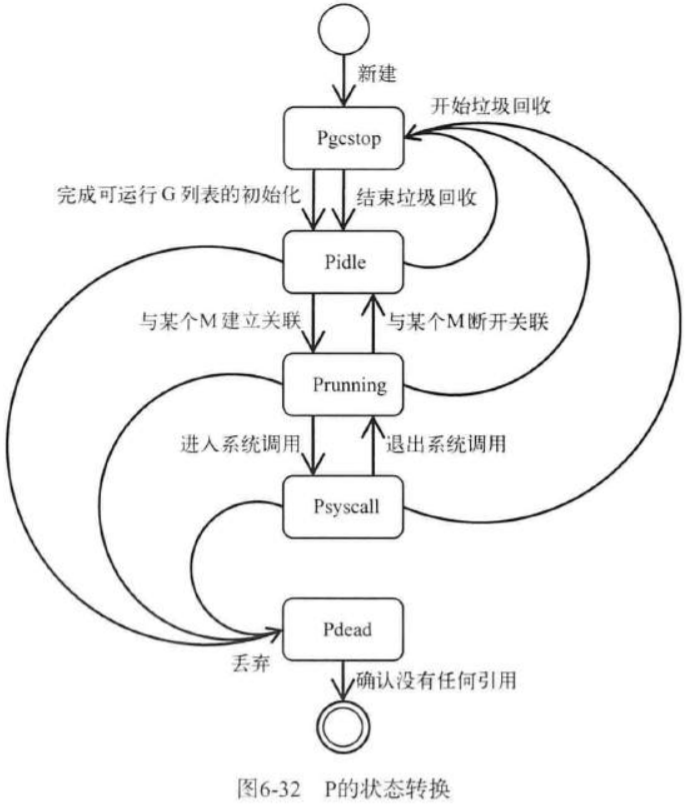 新建
开始垃圾回收
Pgcstop
完成可运行G列表的初始化
结束垃圾回收
Pidle
与某个M建立关联
与某个M断开关联
Prunning
进入系统调用
退出系统调用
Psyscall
Pdead
丢弃
确认没有任何引用
图6-32 P的状态转换